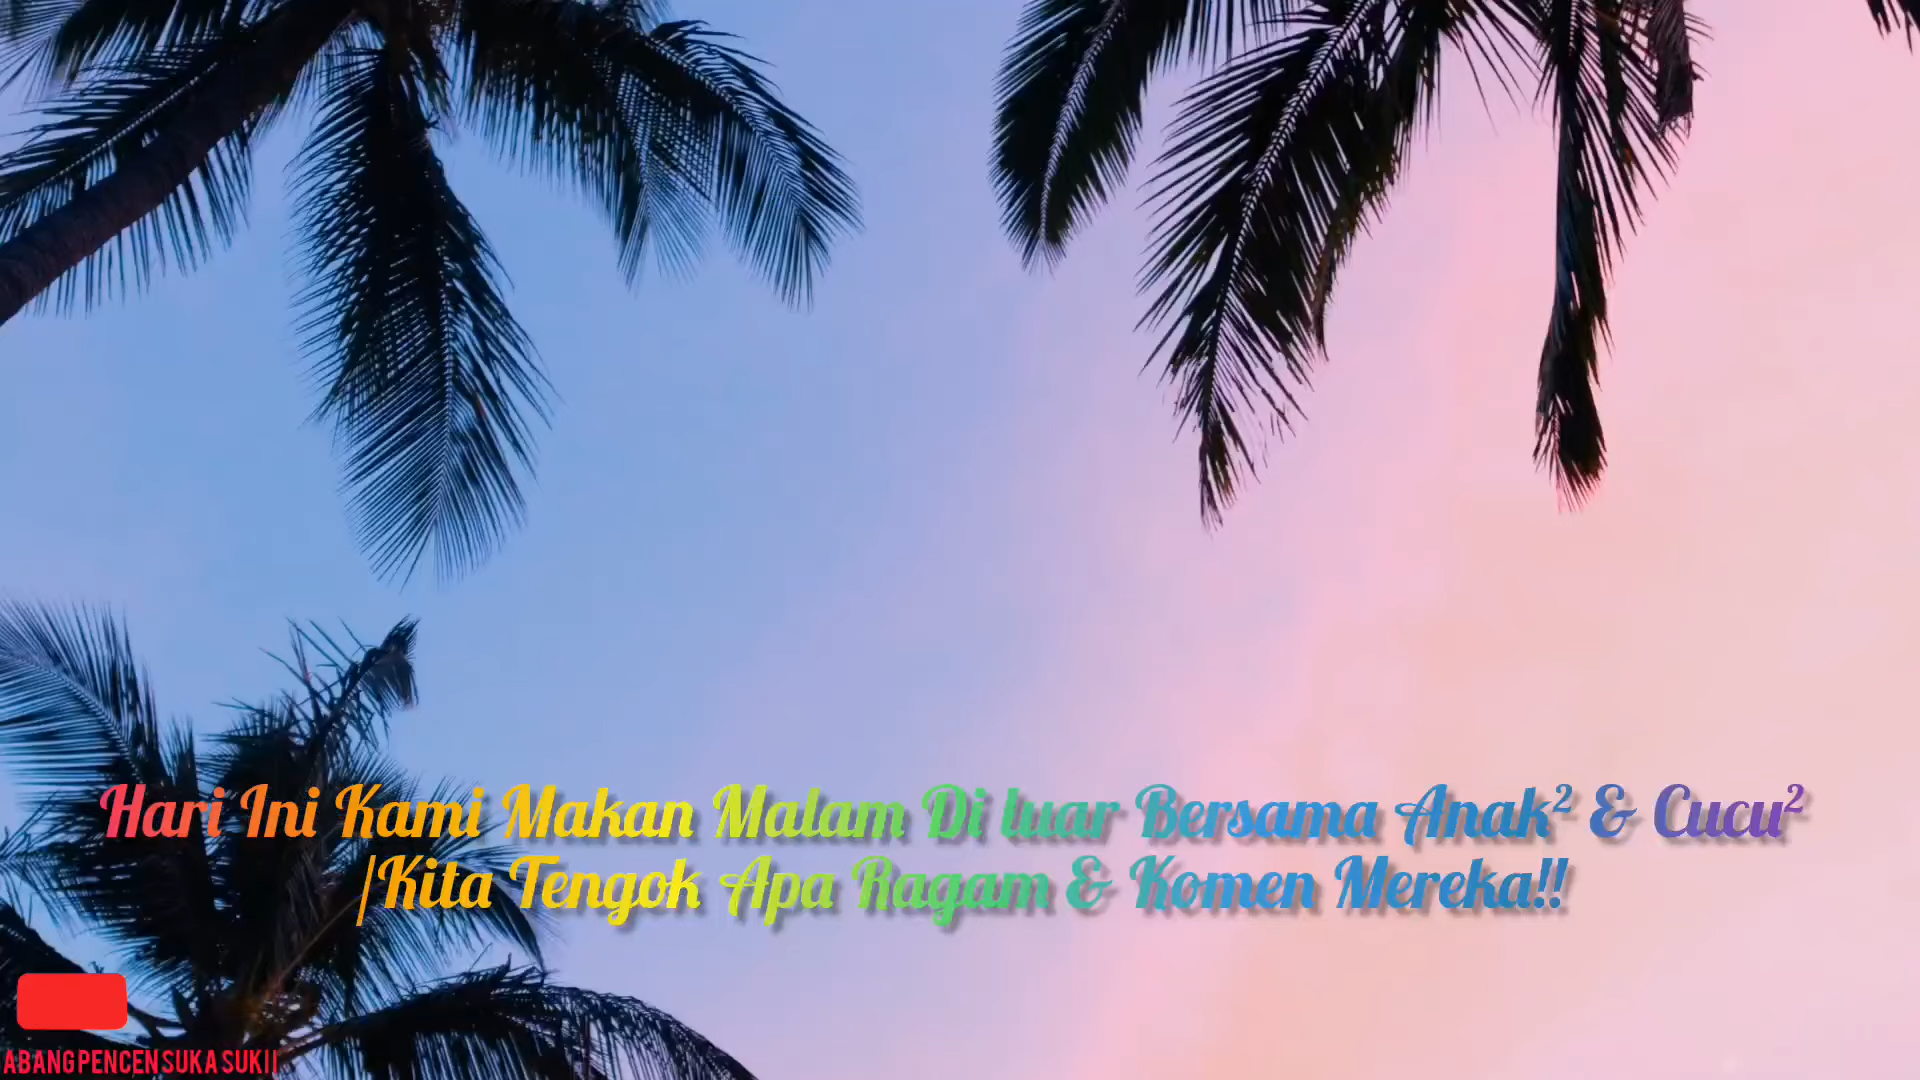 Hari Ini Kami Makan Malam Di luar Bersama Anak² & Cucu²
/Kita Tengok Apa Ragam & Komen Mereka!!
ABANG PENCEN SUKA SUKII